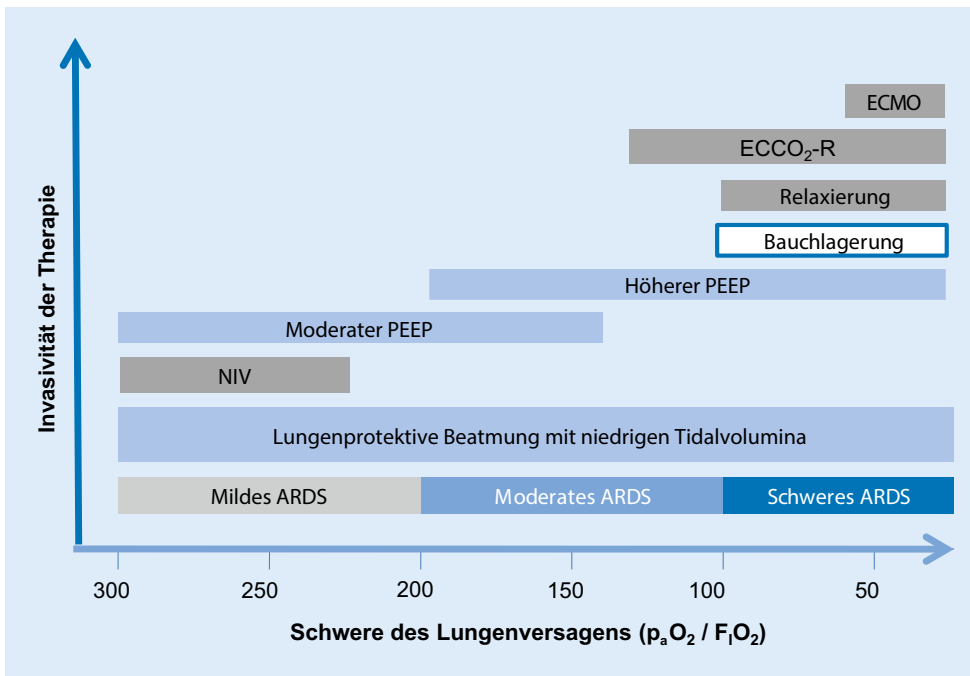 Invasivität der Therapie
ECMO
ECCO₂-R
Relaxierung
Bauchlagerung
Höherer PEEP
Moderater PEEP
NIV
Lungenprotektive Beatmung mit niedrigen Tidalvolumina
Mildes ARDS Moderates ARDS Schweres ARDS
300 250 200 150 100 50
Schwere des Lungenversagens (pₐO₂ / FᵢO₂)